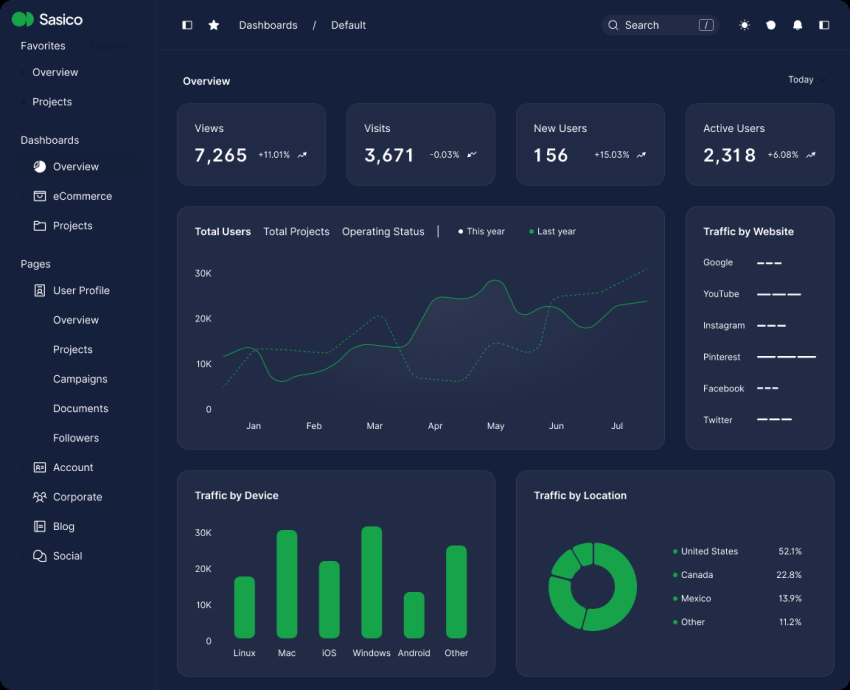 Sasico
Favorites
Overview
Projects
Dashboards
Overview
eCommerce
Projects
Pages
User Profile
Overview
Projects
Campaigns
Documents
Followers
Account
Corporate
Blog
Social
Dashboards / Default
Search /
Overview
Today
Views
7,265 +11.01%
Visits
3,671 -0.03%
New Users
156 +15.03%
Active Users
2,318 +6.08%
Total Users Total Projects Operating Status | This year Last year
30K
20K
10K
0
Jan Feb Mar Apr May Jun Jul
Traffic by Website
Google
YouTube
Instagram
Pinterest
Facebook
Twitter
Traffic by Device
30K
20K
10K
0
Linux Mac iOS Windows Android Other
Traffic by Location
United States 52.1%
Canada 22.8%
Mexico 13.9%
Other 11.2%